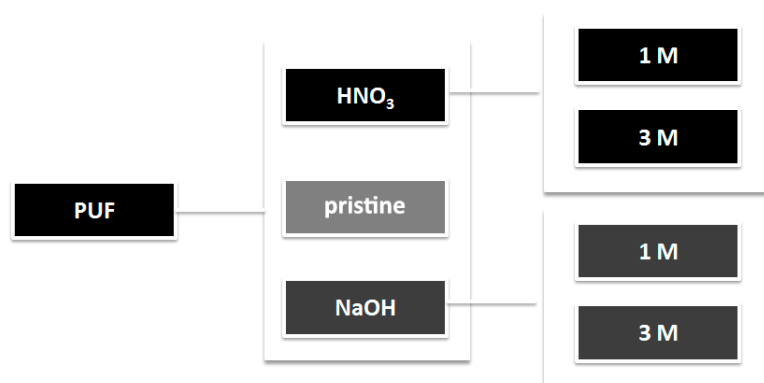 PUF
HNO₃
pristine
NaOH
1 M
3 M
1 M
3 M